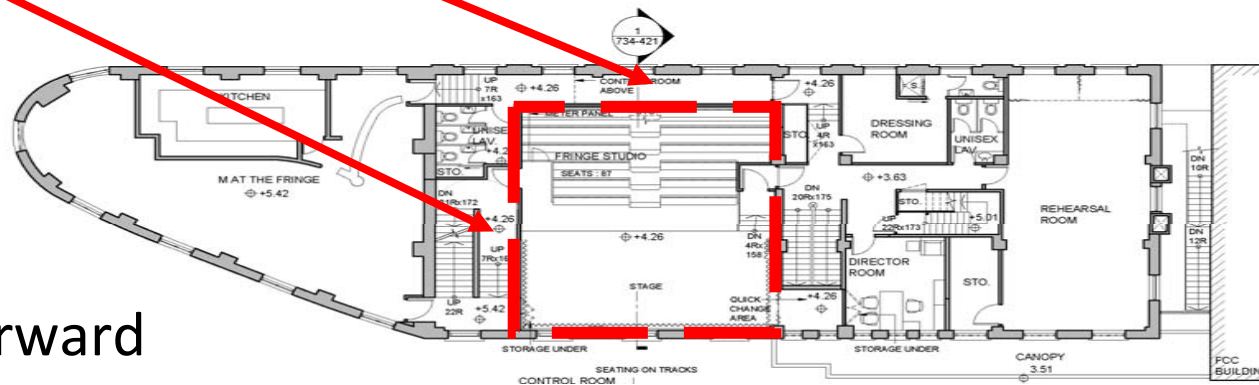 1
734-421
KITCHEN
M AT THE FRINGE
+5.42
UP
7R
x163
+4.26
CONTROL ROOM
ABOVE
METER PANEL
UNISEX
LAV.
STO.
FRINGE STUDIO
SEATS : 87
+4.26
DN
21Rx172
+4.26
UP
UP
22R
+5.42
STAGE
DN
4Rx
158
QUICK
CHANGE
AREA
+4.26
STO.
UP
4R
x163
DN
20Rx175
+4.26
DRESSING
ROOM
UNISEX
LAV.
+3.63
STO.
UP
22Rx173
+5.01
DIRECTOR
ROOM
STO.
REHEARSAL
ROOM
DN
10R
DN
12R
rward
STORAGE UNDER
SEATING ON TRACKS
CONTROL ROOM
STORAGE UNDER
CANOPY
3.51
FCC
BUILDING